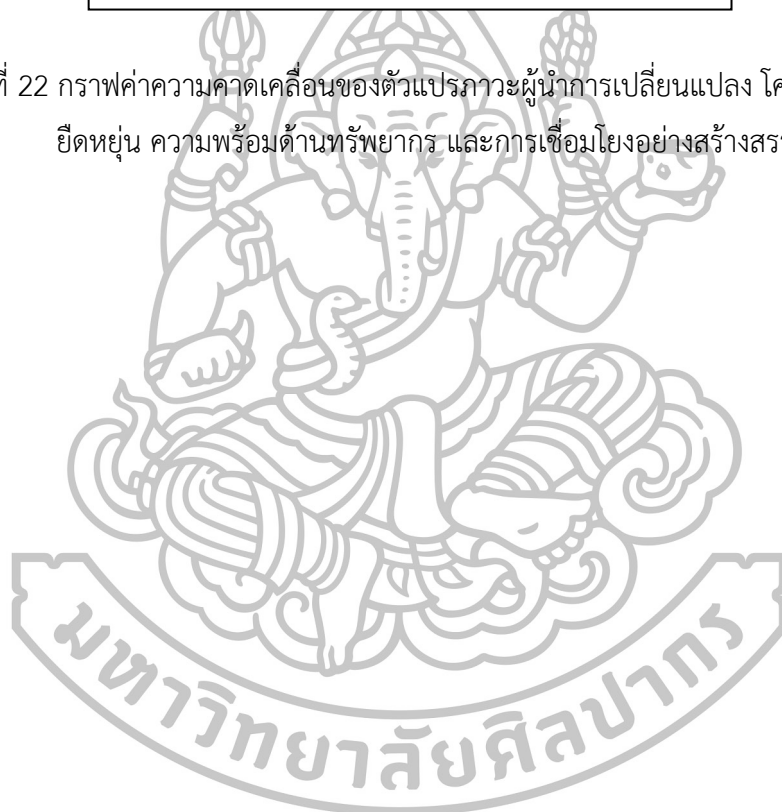 ที่ 22 กราฟค่าความคาดเคลื่อนของตัวแปรภาวะผู้นำการเปลี่ยนแปลง
ยืดหยุ่น ความพร้อมด้านทรัพยากร และการเชื่อมโยงอย่างสร้างสรร
มหาวิทยาลัยศิลปากร